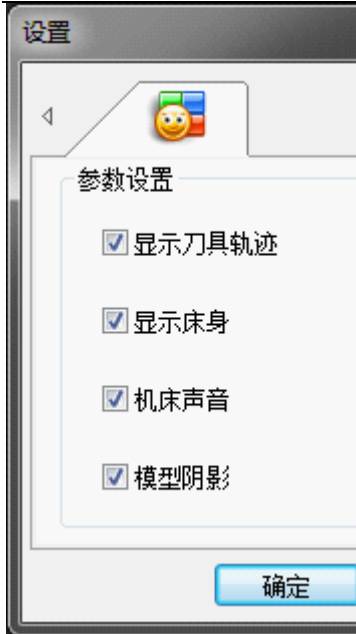 设置
参数设置
显示刀具轨迹
显示床身
机床声音
模型阴影
确定